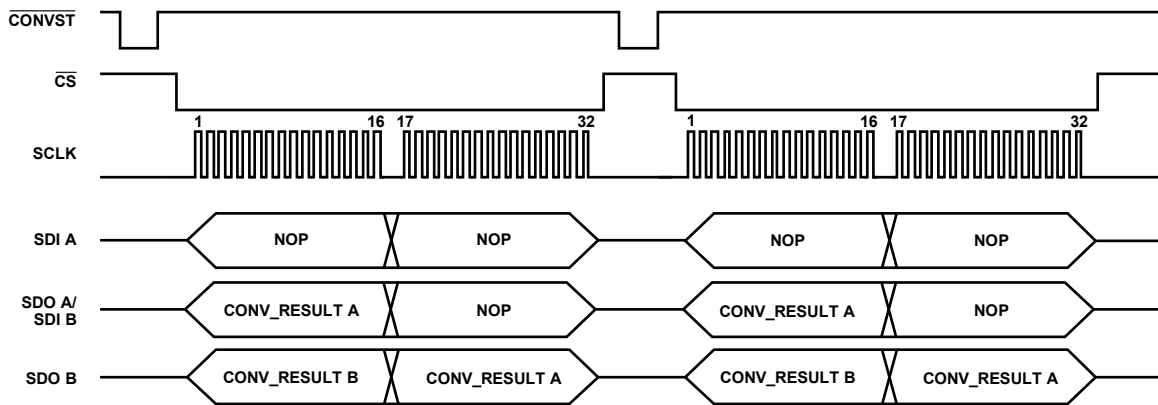 CONVST
CS
1 16 17 32 1 16 17 32
SCLK
SDI A NOP NOP NOP NOP
SDO A/
SDI B CONV_RESULT A NOP CONV_RESULT A NOP
SDO B CONV_RESULT B CONV_RESULT A CONV_RESULT B CONV_RESULT A